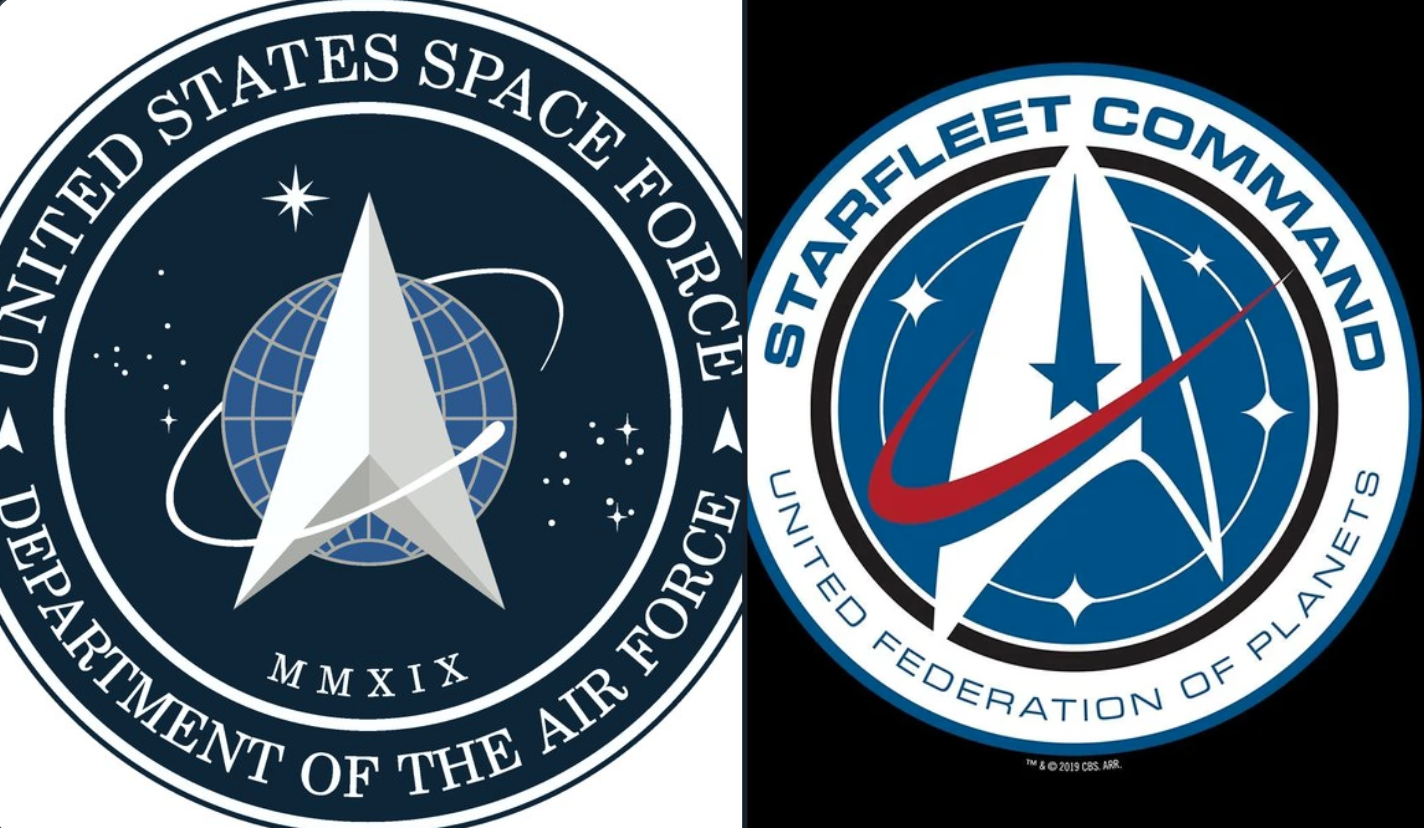 UNITED STATES SPACE FORCE
DEPARTMENT OF THE AIR FORCE
MMXIX
STARFLEET COMMAND
UNITED FEDERATION OF PLANETS
™ & © 2019 CBS. ARR.